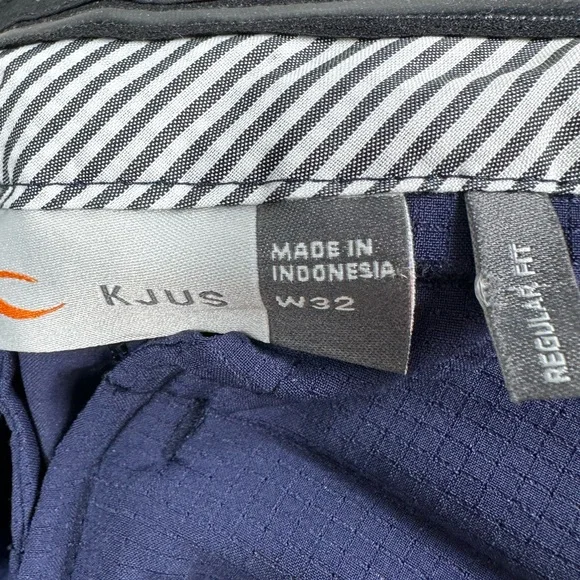 KJUS
MADE IN
INDONESIA
W32
REGULAR FIT